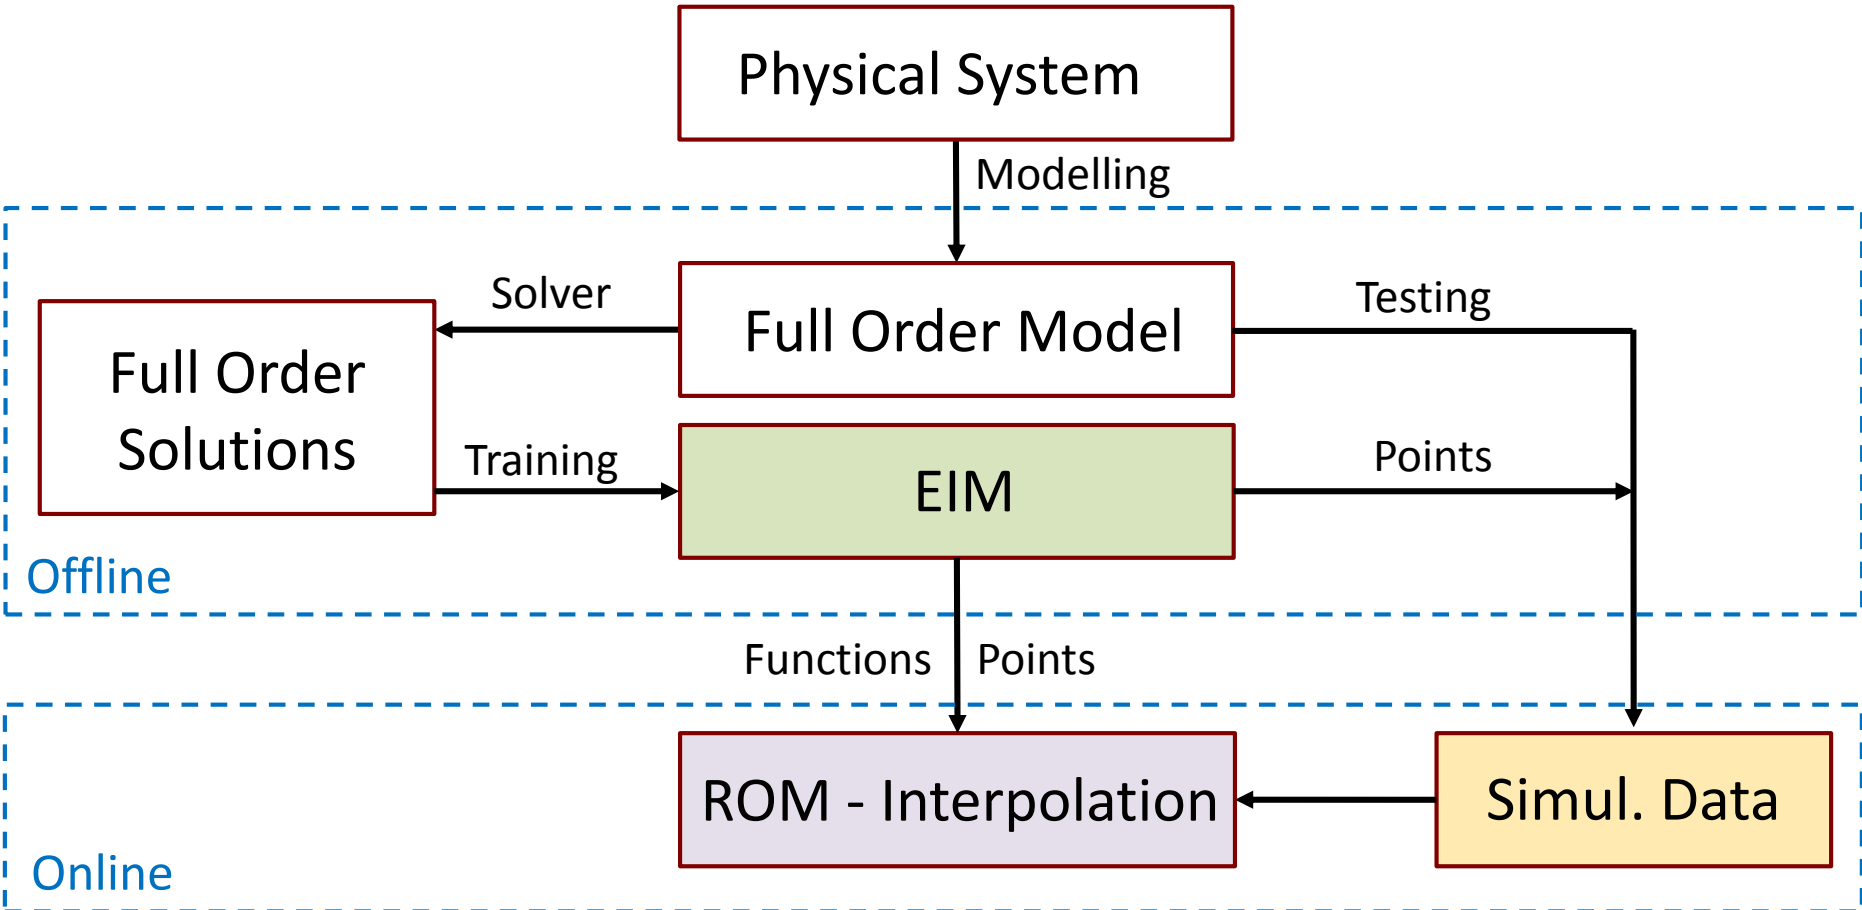 Physical System
Modelling
Solver
Full Order Model
Testing
Full Order
Solutions
Training
EIM
Points
Offline
Functions
Points
ROM - Interpolation
Simul. Data
Online